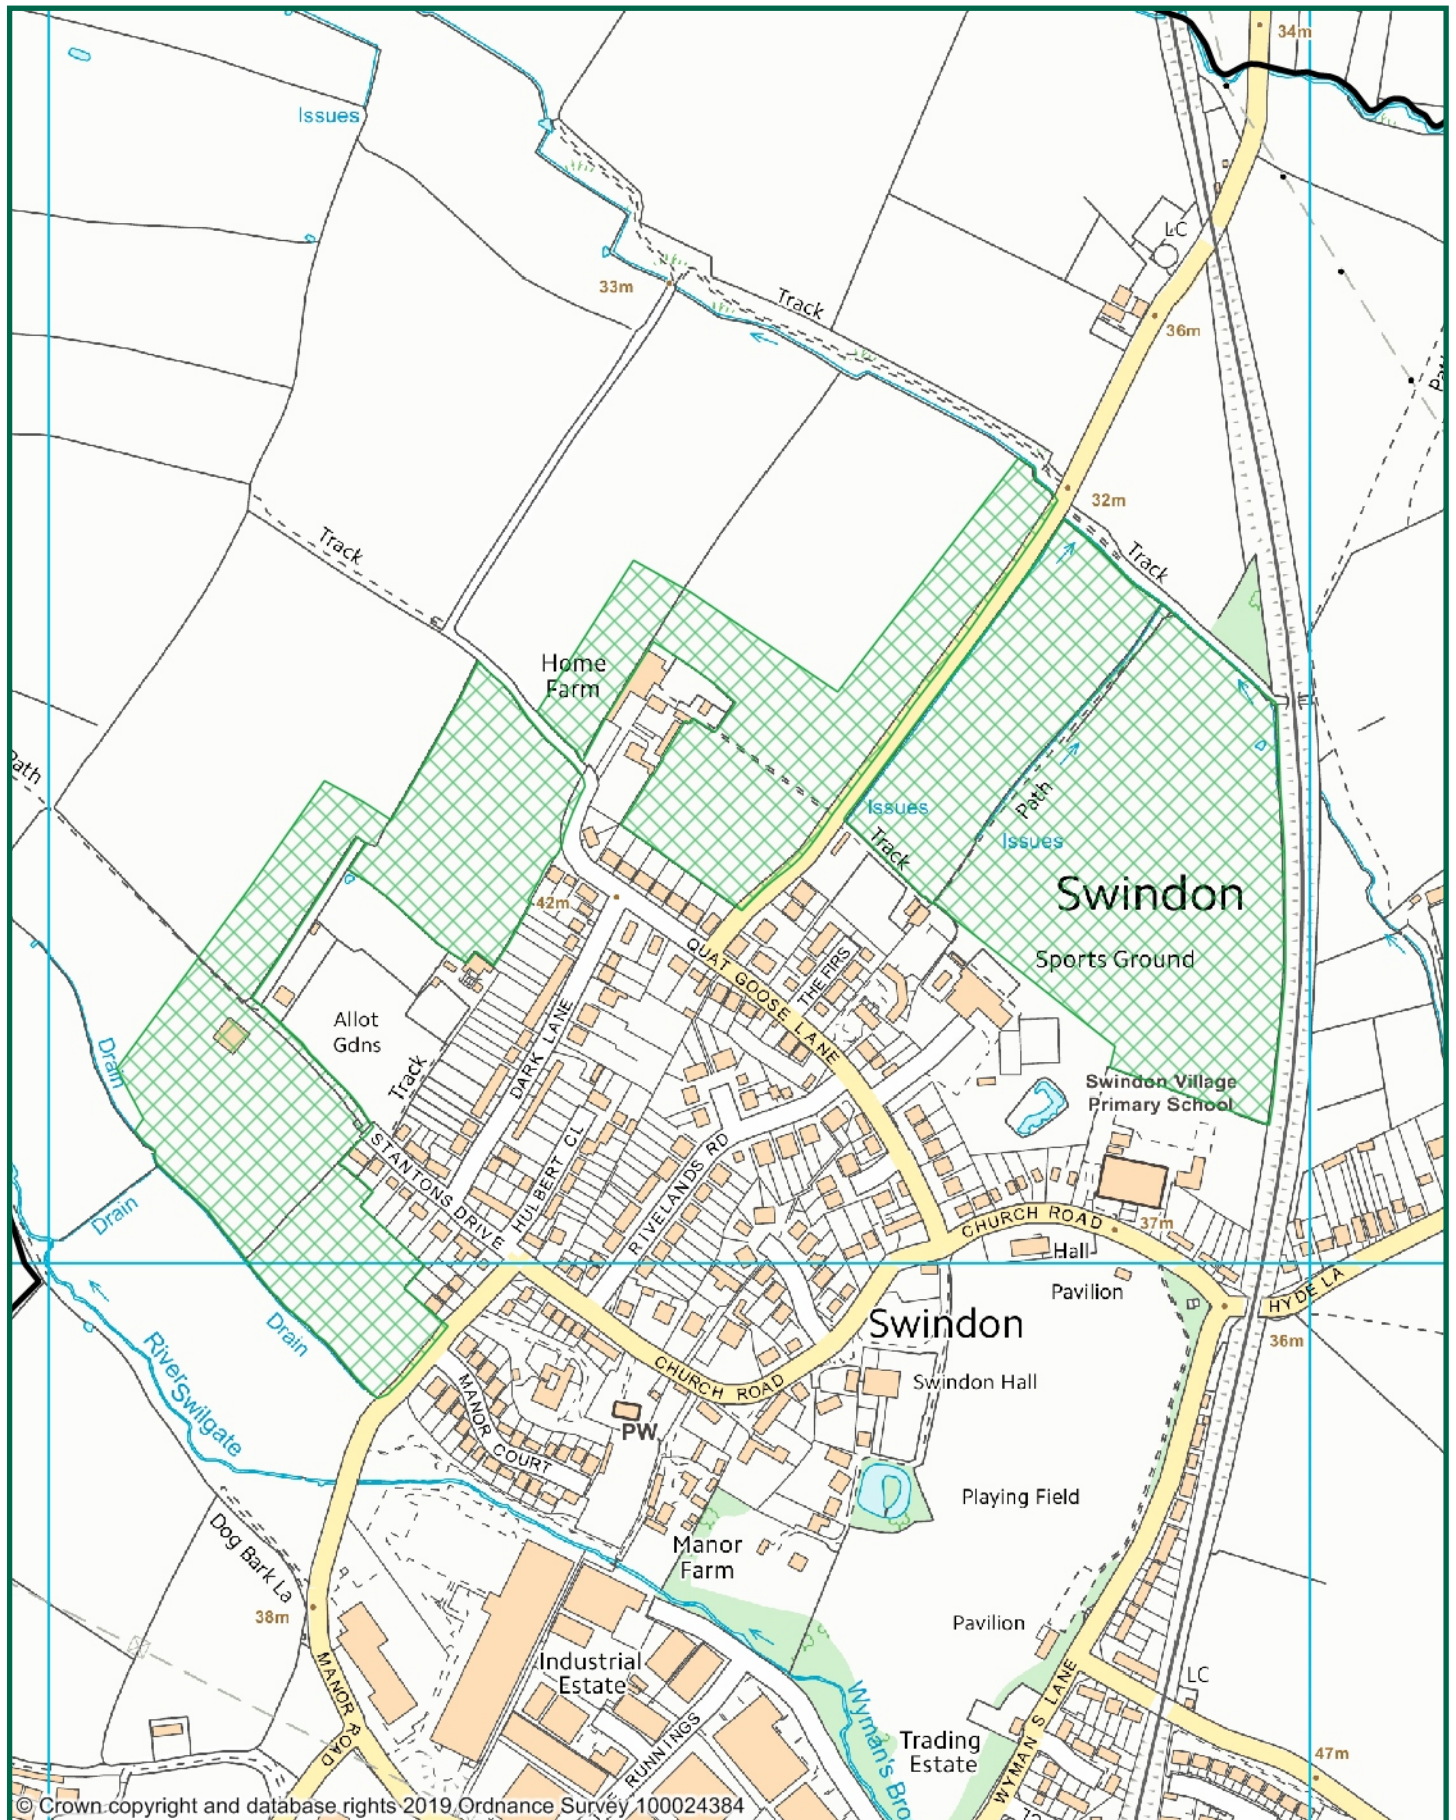 34m
Issues
LC
33m
Track
36m
32m
Track
Track
Home
Farm
Path
Issues
Path
Issues
Track
Swindon
42m
Sports Ground
QUAT GOOSE LANE
THE FIRS
Allot
Gdns
DARK LANE
Track
Drain
Swindon Village
Primary School
STANTONS DRIVE
HULBERT CL
RIVELANDS RD
Drain
CHURCH ROAD
37m
Hall
Pavilion
HYDE LA
36m
Swindon
Drain
River Swilgate
CHURCH ROAD
Swindon Hall
MANOR COURT
PW
Playing Field
Manor
Farm
Dog Bark La
38m
Pavilion
Industrial
Estate
LC
MANOR ROAD
WYMAN S LANE
Wyman's Bro
Trading
Estate
RUNNINGS
47m
© Crown copyright and database rights 2019 Ordnance Survey 100024384